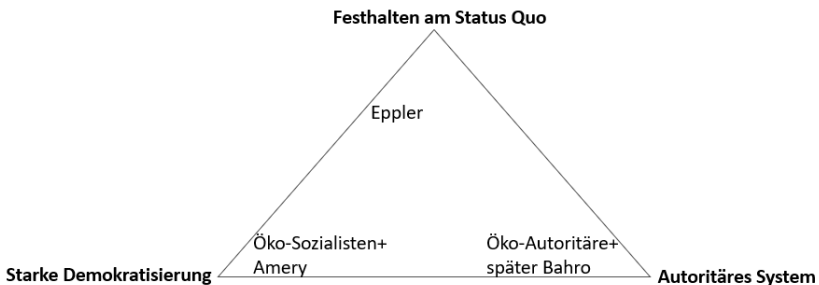 Festhalten am Status Quo
Eppler
Öko-Sozialisten+
Amery
Öko-Autoritäre+
später Bahro
Starke Demokratisierung
Autoritäres System